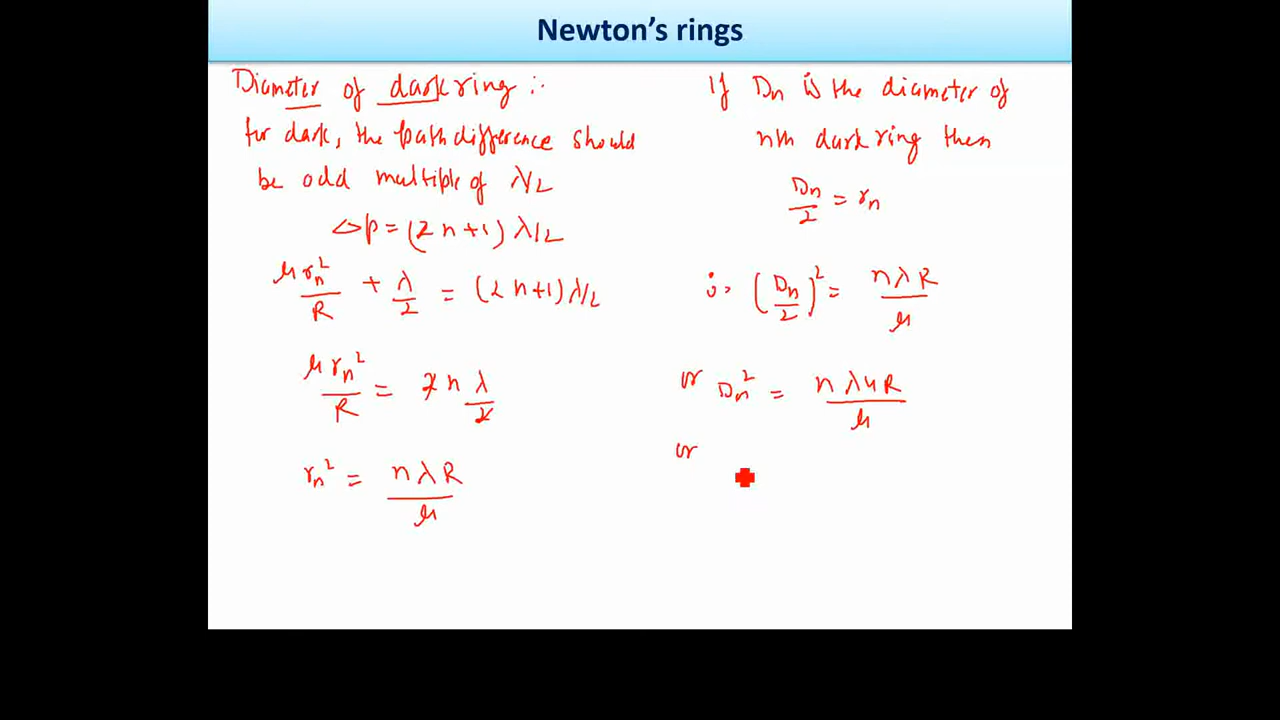 Newton's rings
Diameter of dark ring :-
for dark, the path difference should
be odd multiple of λ/2
Δp = (2n+1) λ/2
μrₙ²/R + λ/2 = (2n+1) λ/2
μrₙ²/R = 2n λ/2
rₙ² = nλR/μ
If Dₙ is the diameter of
nth dark ring then
Dₙ/2 = rₙ
∴ (Dₙ/2)² = nλR/μ
or Dₙ² = nλ4R/μ
or